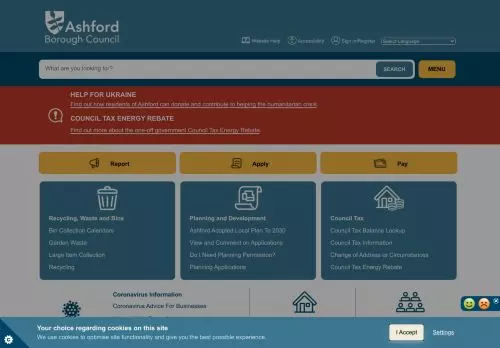 Ashford
Borough Council
Website Help
Accessibility
Sign in/Register
Select Language
What are you looking for?
SEARCH
MENU
HELP FOR UKRAINE
Find out how residents of Ashford can donate and contribute to helping the humanitarian crisis.
COUNCIL TAX ENERGY REBATE
Find out more about the one-off government Council Tax Energy Rebate.
Report
Apply
Pay
Recycling, Waste and Bins
Bin Collection Calendars
Garden Waste
Large Item Collection
Recycling
Planning and Development
Ashford Adopted Local Plan To 2030
View and Comment on Applications
Do I Need Planning Permission?
Planning Applications
Council Tax
Council Tax Balance Lookup
Council Tax Information
Change of Address or Circumstances
Council Tax Energy Rebate
Coronavirus Information
Coronavirus Advice For Businesses
Your choice regarding cookies on this site
We use cookies to optimise site functionality and give you the best possible experience.
I Accept
Settings